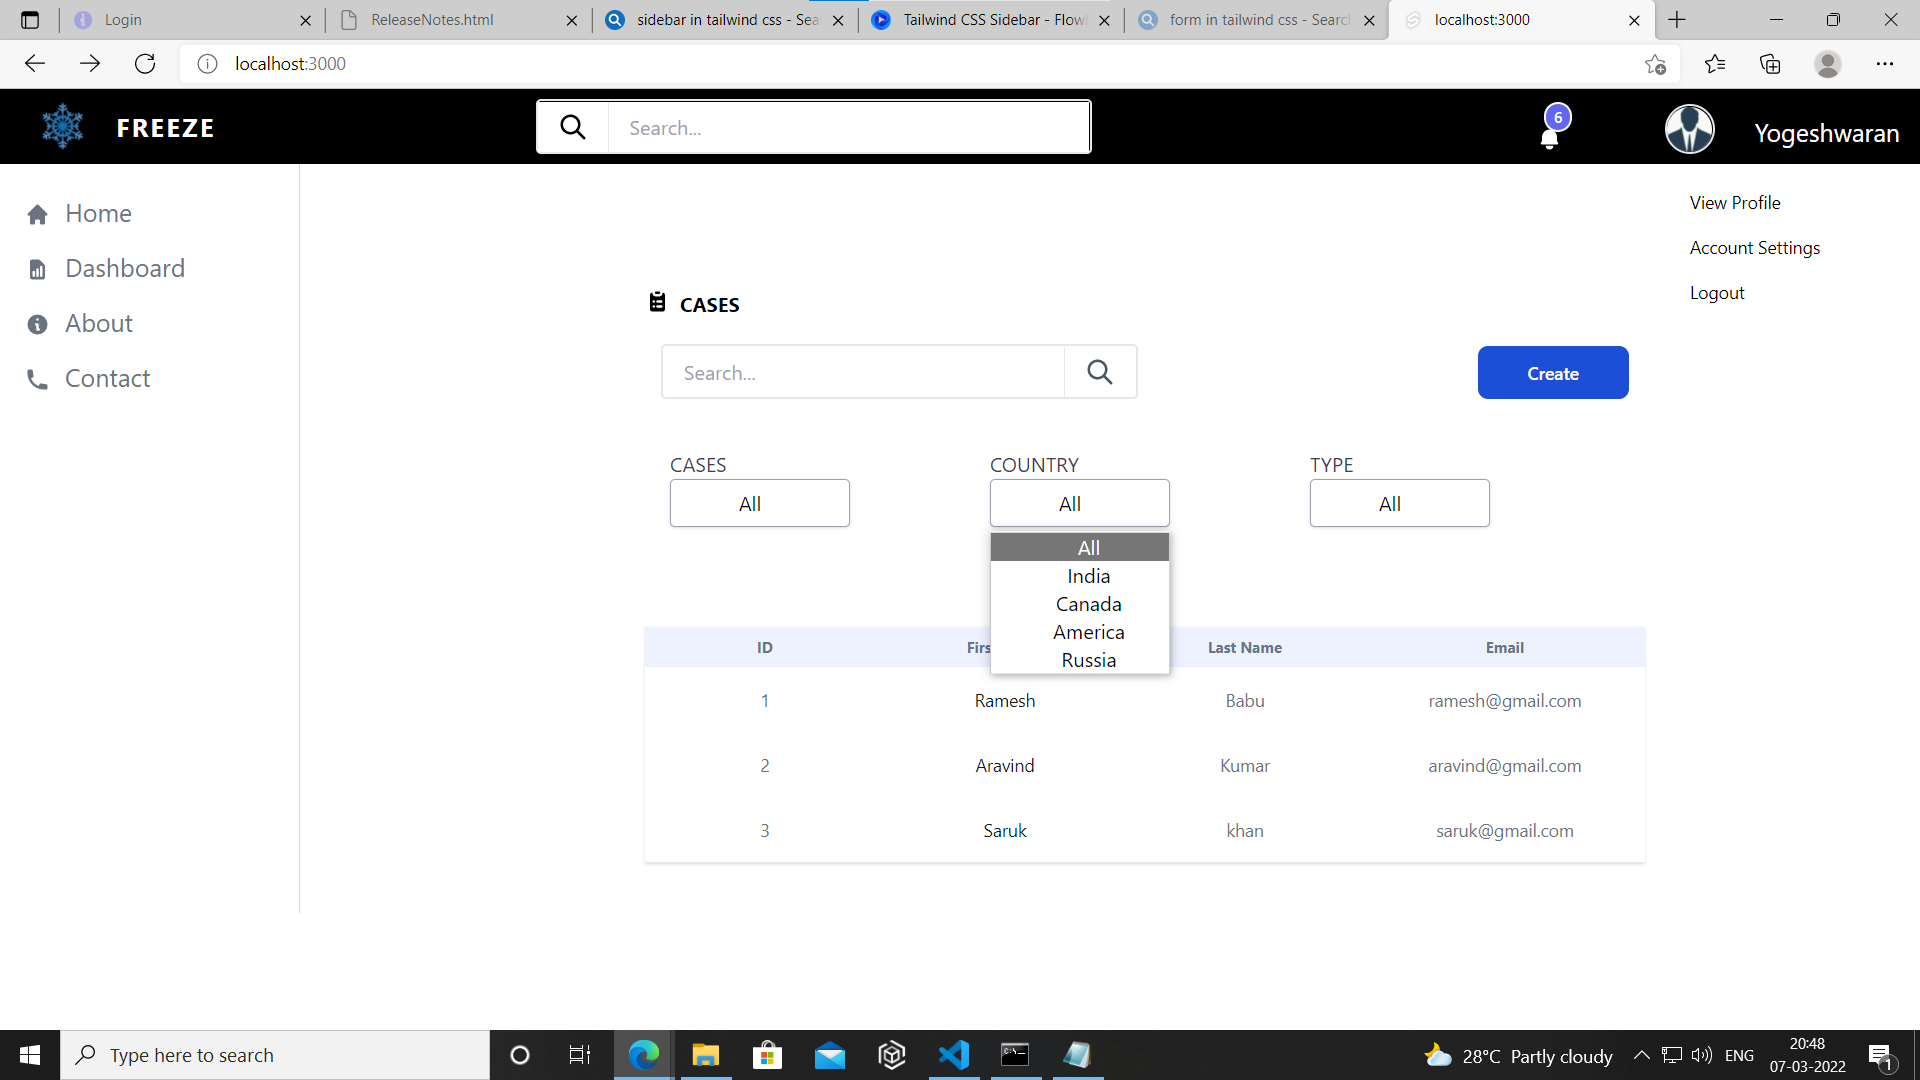 Login
ReleaseNotes.html
sidebar in tailwind css - Sea
Tailwind CSS Sidebar - Flow
form in tailwind css - Search
localhost:3000
localhost:3000
FREEZE
Search...
6
Yogeshwaran
Home
Dashboard
About
Contact
View Profile
Account Settings
Logout
CASES
Search...
Create
CASES
COUNTRY
TYPE
All
All
All
All
India
Canada
America
Russia
ID Firs Last Name Email
1 Ramesh Babu ramesh@gmail.com
2 Aravind Kumar aravind@gmail.com
3 Saruk khan saruk@gmail.com
Type here to search
28°C Partly cloudy
ENG
20:48
07-03-2022
1